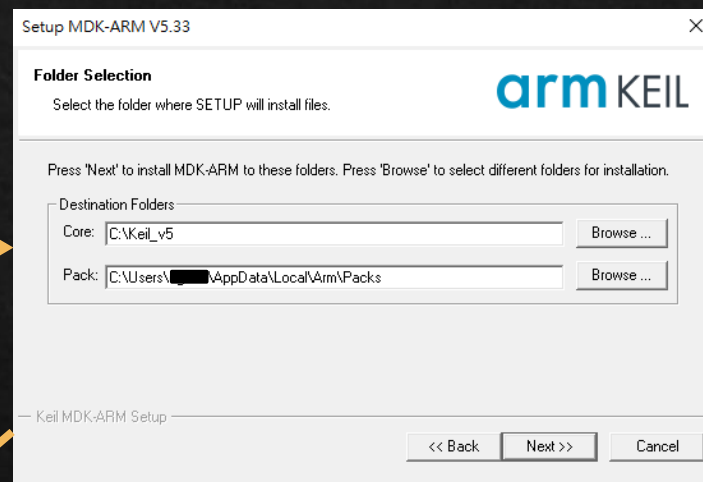 Setup MDK-ARM V5.33
Folder Selection
Select the folder where SETUP will install files.
arm KEIL
Press 'Next' to install MDK-ARM to these folders. Press 'Browse' to select different folders for installation.
Destination Folders
Core: C:\Keil_v5 Browse ...
Pack: C:\Users\ \AppData\Local\Arm\Packs Browse ...
Keil MDK-ARM Setup
<< Back Next >> Cancel